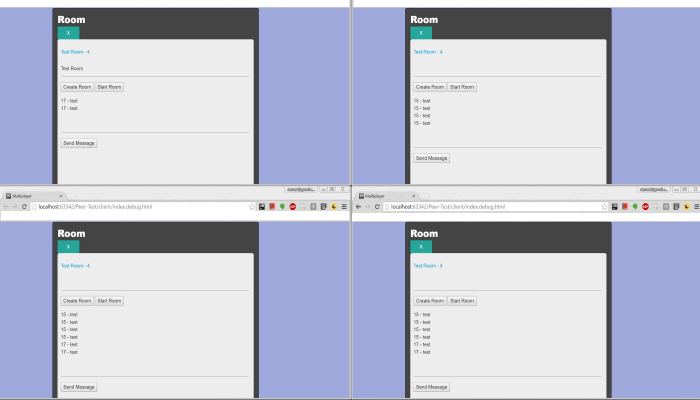 Room
X
Test Room - 4
Test Room
Create Room Start Room
17 - test
17 - test
Send Message
Room
X
Test Room - 4
Create Room Start Room
15 - test
15 - test
15 - test
15 - test
Send Message
Multiplayer
localhost:63342/Peer-Test/client/index.debug.html
Room
X
Test Room - 4
Create Room Start Room
15 - test
15 - test
15 - test
15 - test
17 - test
17 - test
Send Message
Multiplayer
localhost:63342/Peer-Test/client/index.debug.html
Room
X
Test Room - 4
Create Room Start Room
15 - test
15 - test
15 - test
15 - test
17 - test
17 - test
Send Message